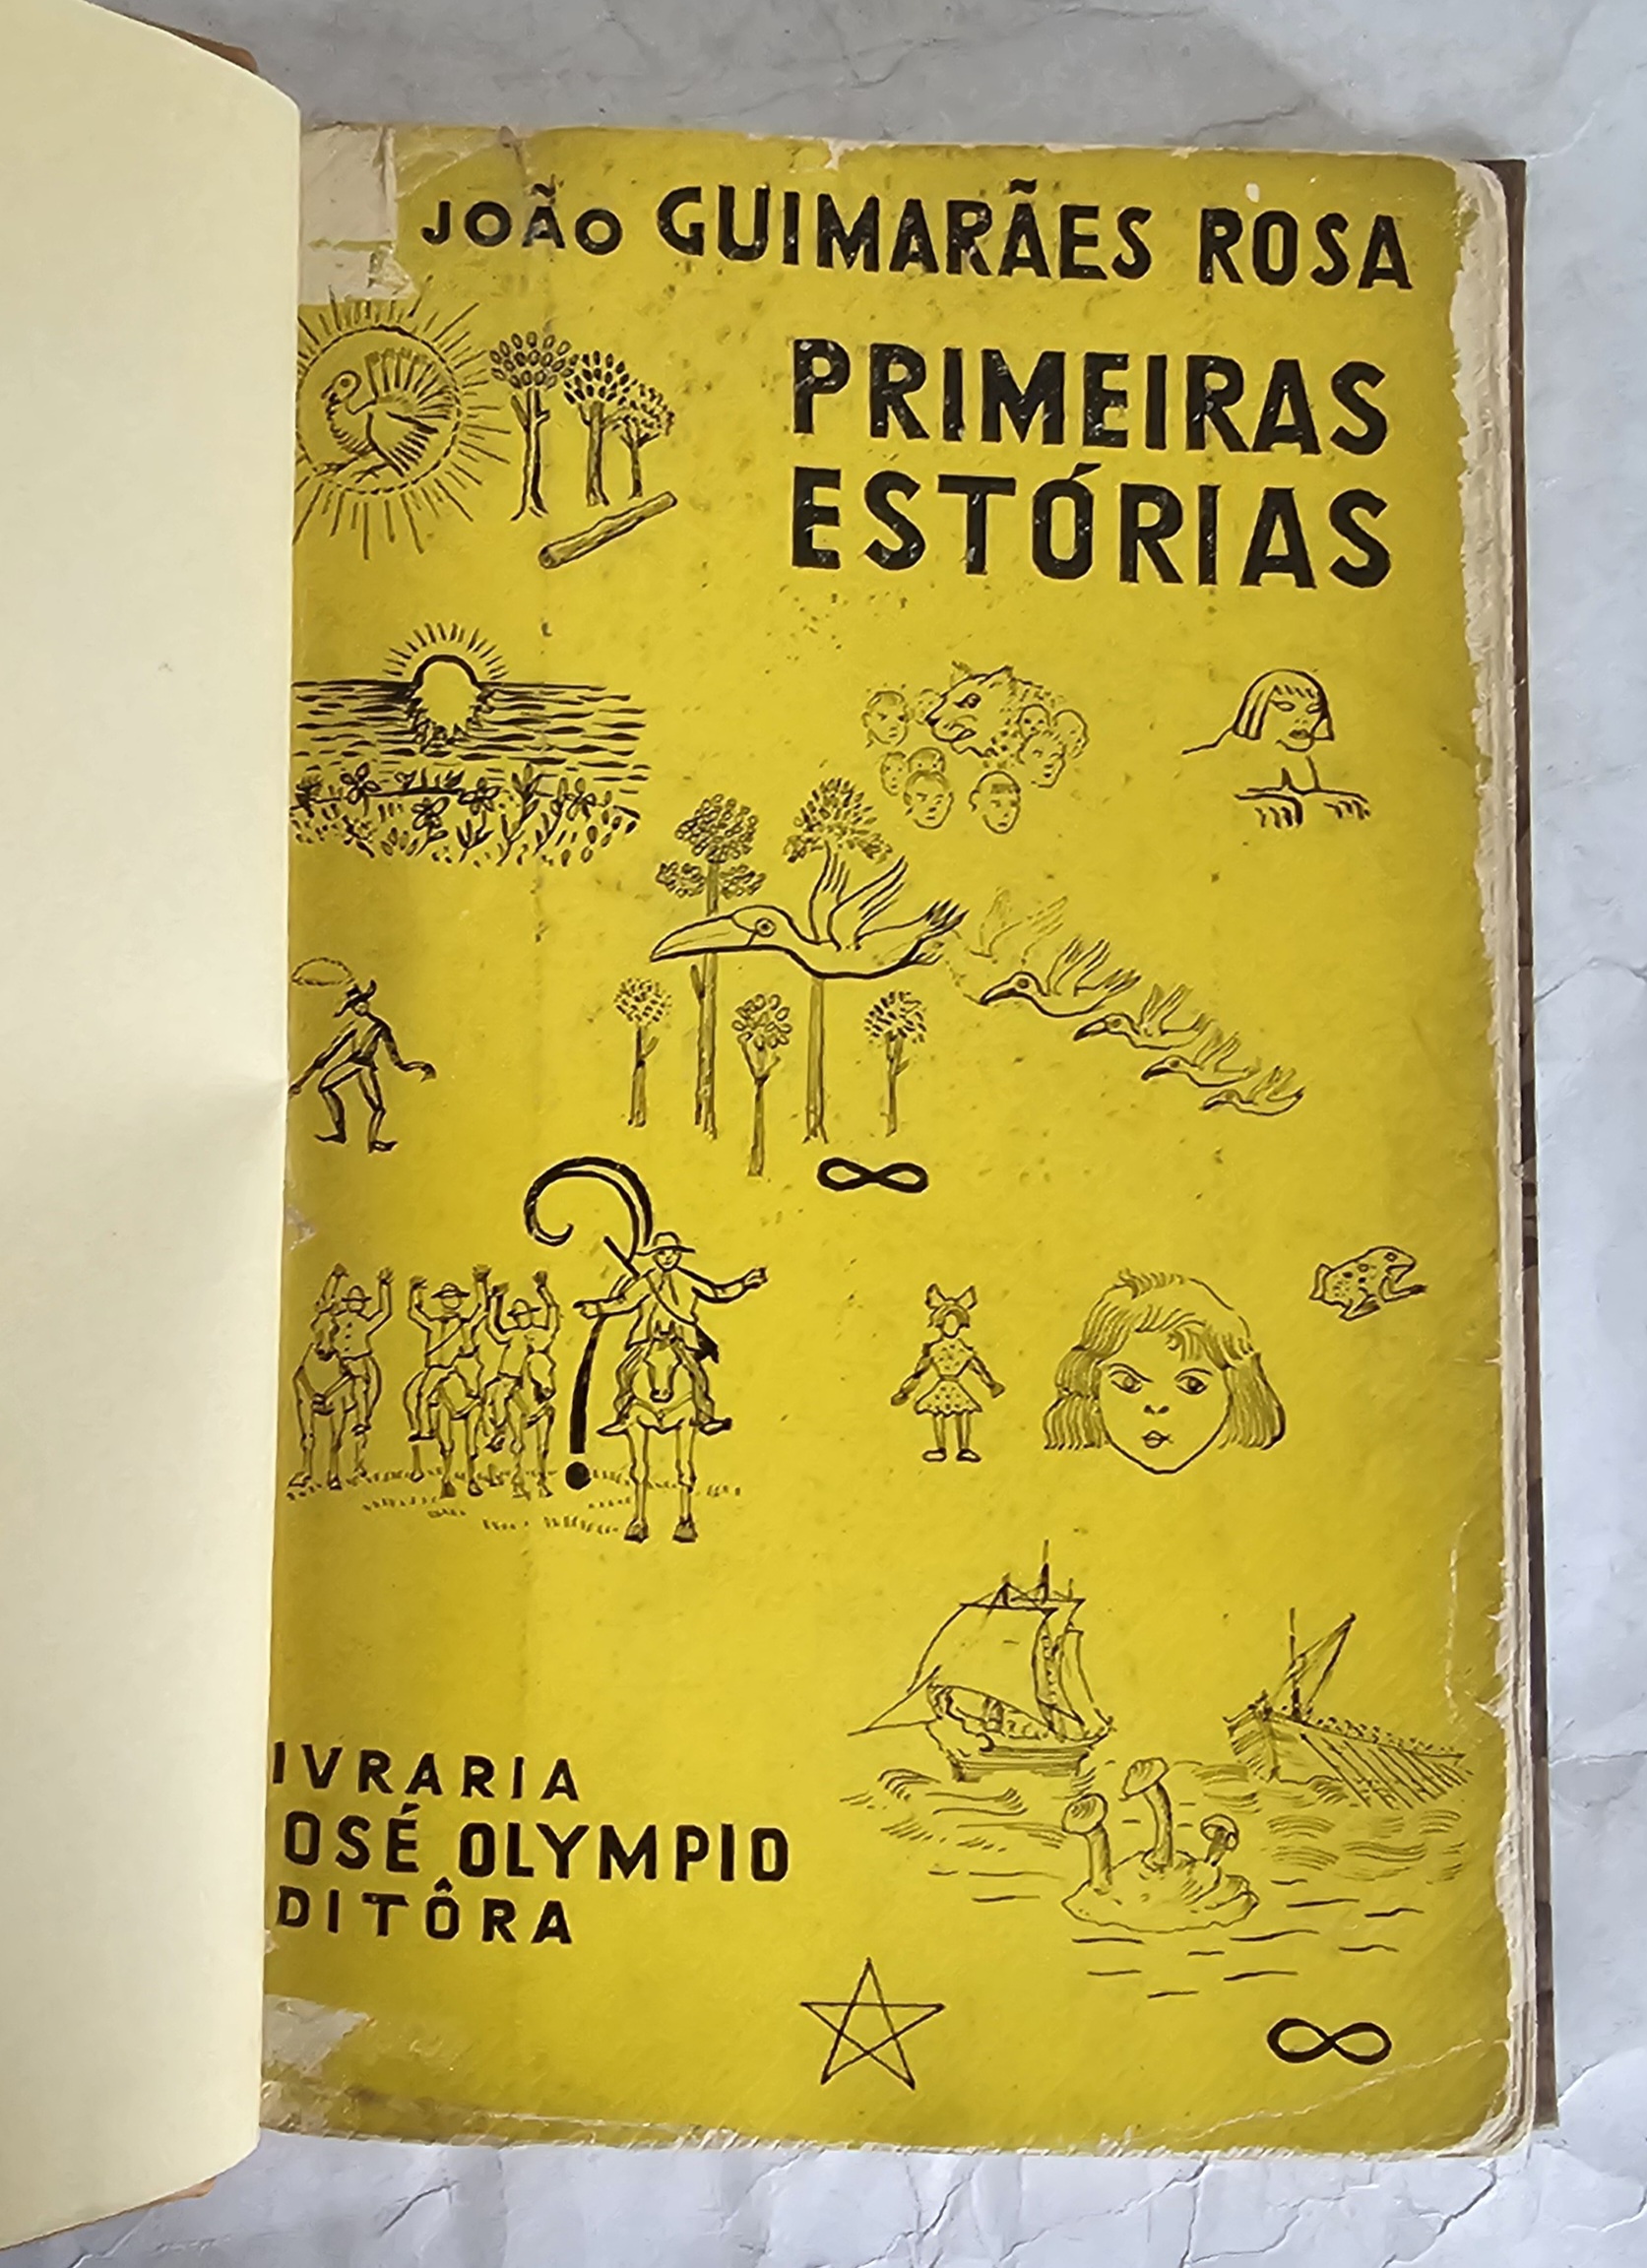 JOÃO GUIMARÃES ROSA
PRIMEIRAS
ESTÓRIAS
IVRARIA
OSÉ OLYMPIO
DITÔRA